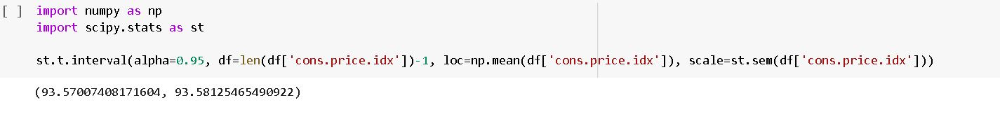 [ ] import numpy as np
import scipy.stats as st
st.t.interval(alpha=0.95, df=len(df['cons.price.idx'])-1, loc=np.mean(df['cons.price.idx']), scale=st.sem(df['cons.price.idx']))
(93.57007408171604, 93.58125465490922)